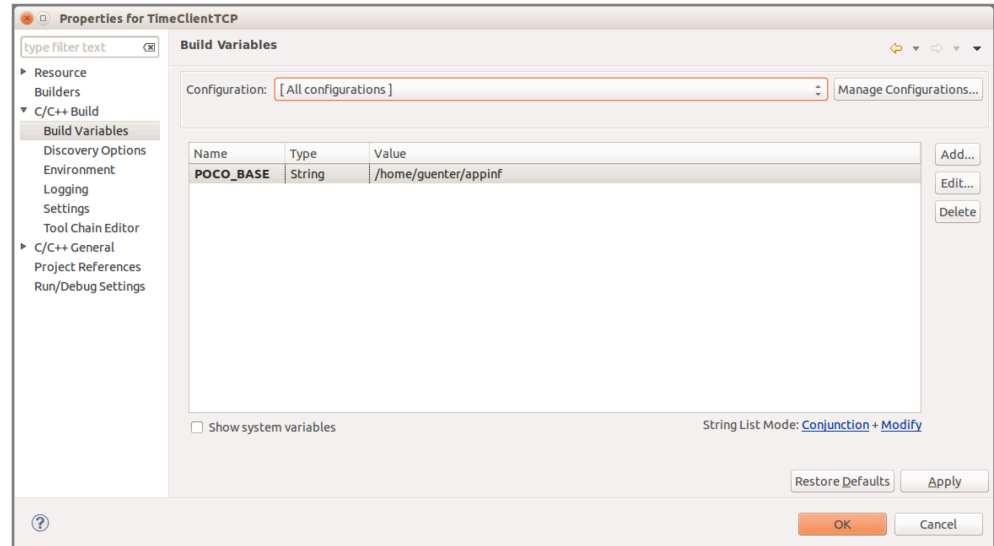 Properties for TimeClientTCP
type filter text
Resource
Builders
C/C++ Build
Build Variables
Discovery Options
Environment
Logging
Settings
Tool Chain Editor
C/C++ General
Project References
Run/Debug Settings
Build Variables
Configuration: [ All configurations ] Manage Configurations...
Name Type Value
POCO_BASE String /home/guenter/appinf
Add...
Edit...
Delete
Show system variables
String List Mode: Conjunction + Modify
Restore Defaults Apply
? OK Cancel